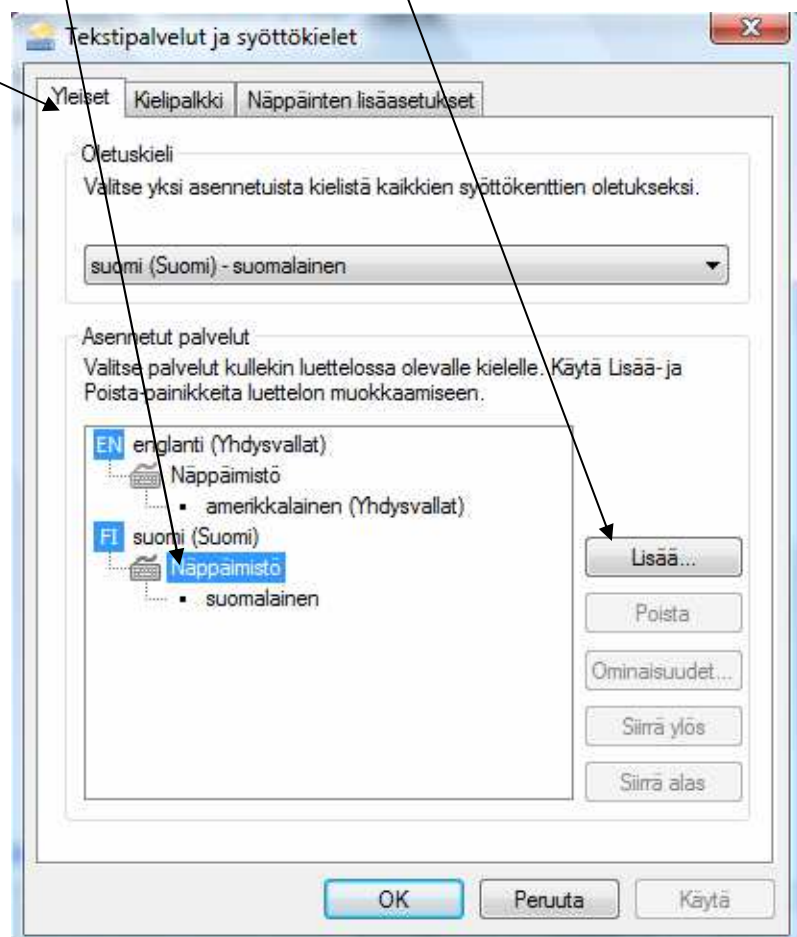 Tekstipalvelut ja syöttökielet
Yleiset Kielipalkki Näppäinten lisäasetukset
Oletuskieli
Valitse yksi asennetuista kielistä kaikkien syöttökenttien oletukseksi.
suomi (Suomi) - suomalainen
Asennetut palvelut
Valitse palvelut kullekin luettelossa olevalle kielelle. Käytä Lisää- ja
Poista-painikkeita luettelon muokkaamiseen.
EN englanti (Yhdysvallat)
Näppäimistö
amerikkalainen (Yhdysvallat)
FI suomi (Suomi)
Näppäimistö
suomalainen
Lisää...
Poista
Ominaisuudet...
Siirrä ylös
Siirrä alas
OK Peruuta Käytä